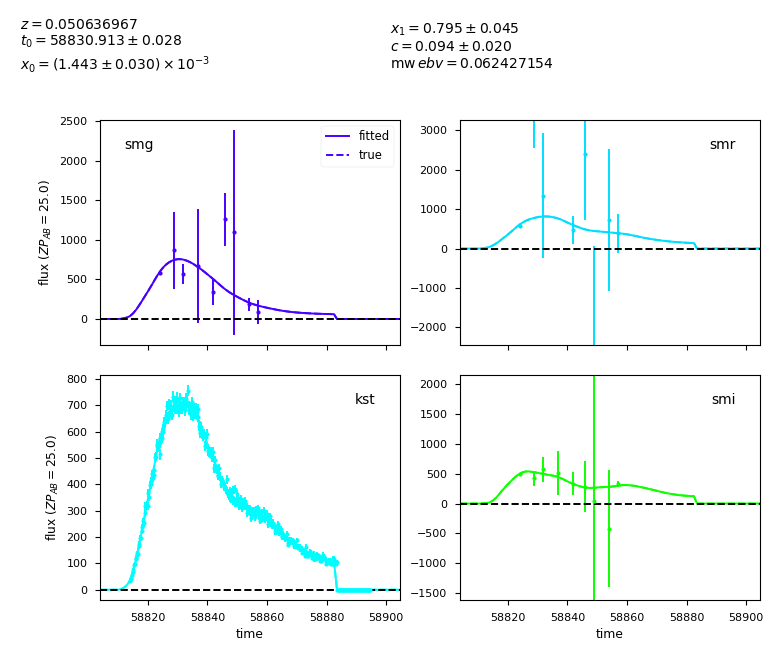 z = 0.050636967
t₀ = 58830.913 ± 0.028
x₀ = (1.443 ± 0.030) × 10⁻³
x₁ = 0.795 ± 0.045
c = 0.094 ± 0.020
mw ebv = 0.062427154
smg
fitted
true
2500
2000
1500
1000
500
0
flux (ZP_AB = 25.0)
smr
3000
2000
1000
0
−1000
−2000
kst
800
700
600
500
400
300
200
100
0
flux (ZP_AB = 25.0)
58820 58840 58860 58880 58900
time
smi
2000
1500
1000
500
0
−500
−1000
−1500
58820 58840 58860 58880 58900
time